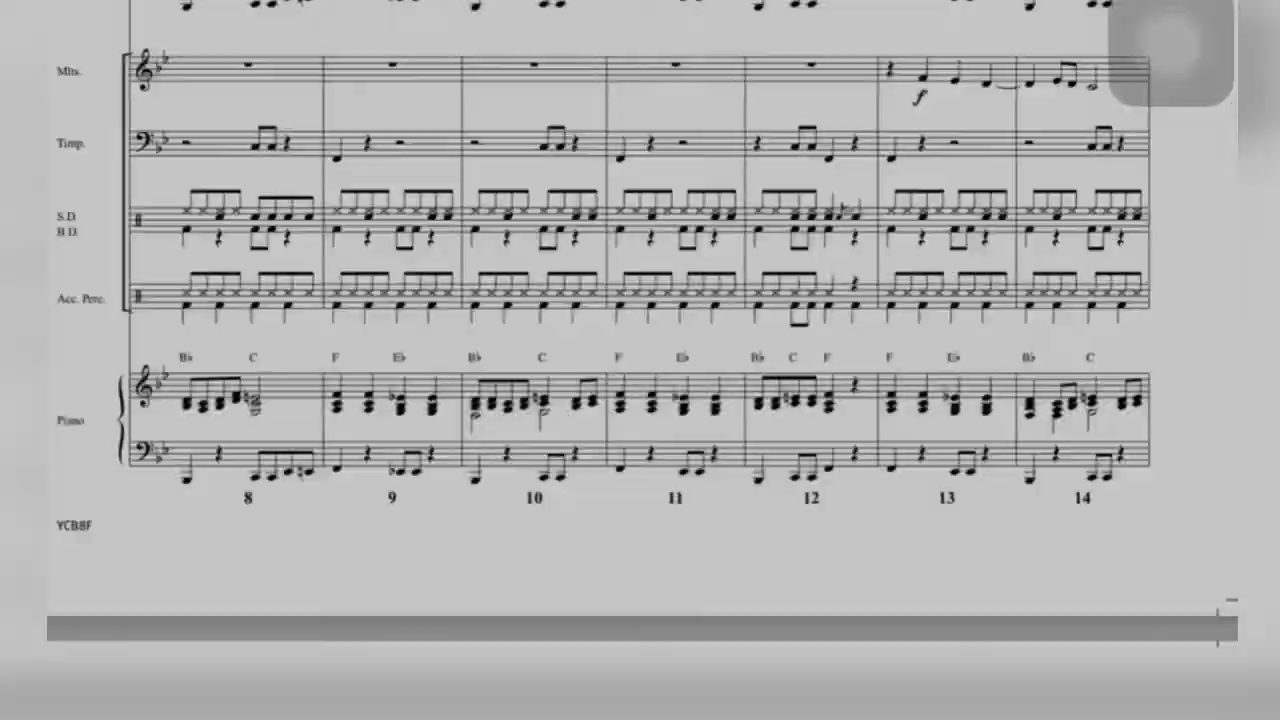 Mlts.
f
Timp.
S.D.
B.D.
Acc. Perc.
B♭ C F E♭ B♭ C F E♭ B♭ C F F E♭ B♭ C
Piano
8 9 10 11 12 13 14
YCB8F